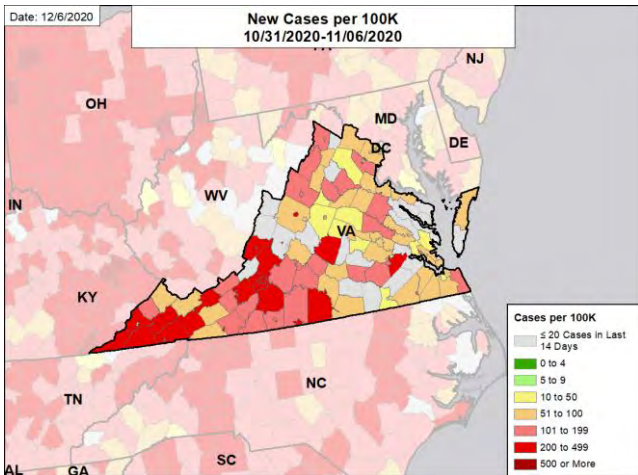 Date: 12/6/2020
New Cases per 100K
10/31/2020-11/06/2020
NJ
OH
MD
DE
DC
IN
WV
VA
KY
Cases per 100K
≤ 20 Cases in Last
14 Days
0 to 4
5 to 9
10 to 50
51 to 100
101 to 199
200 to 499
500 or More
TN
NC
SC
AL
GA